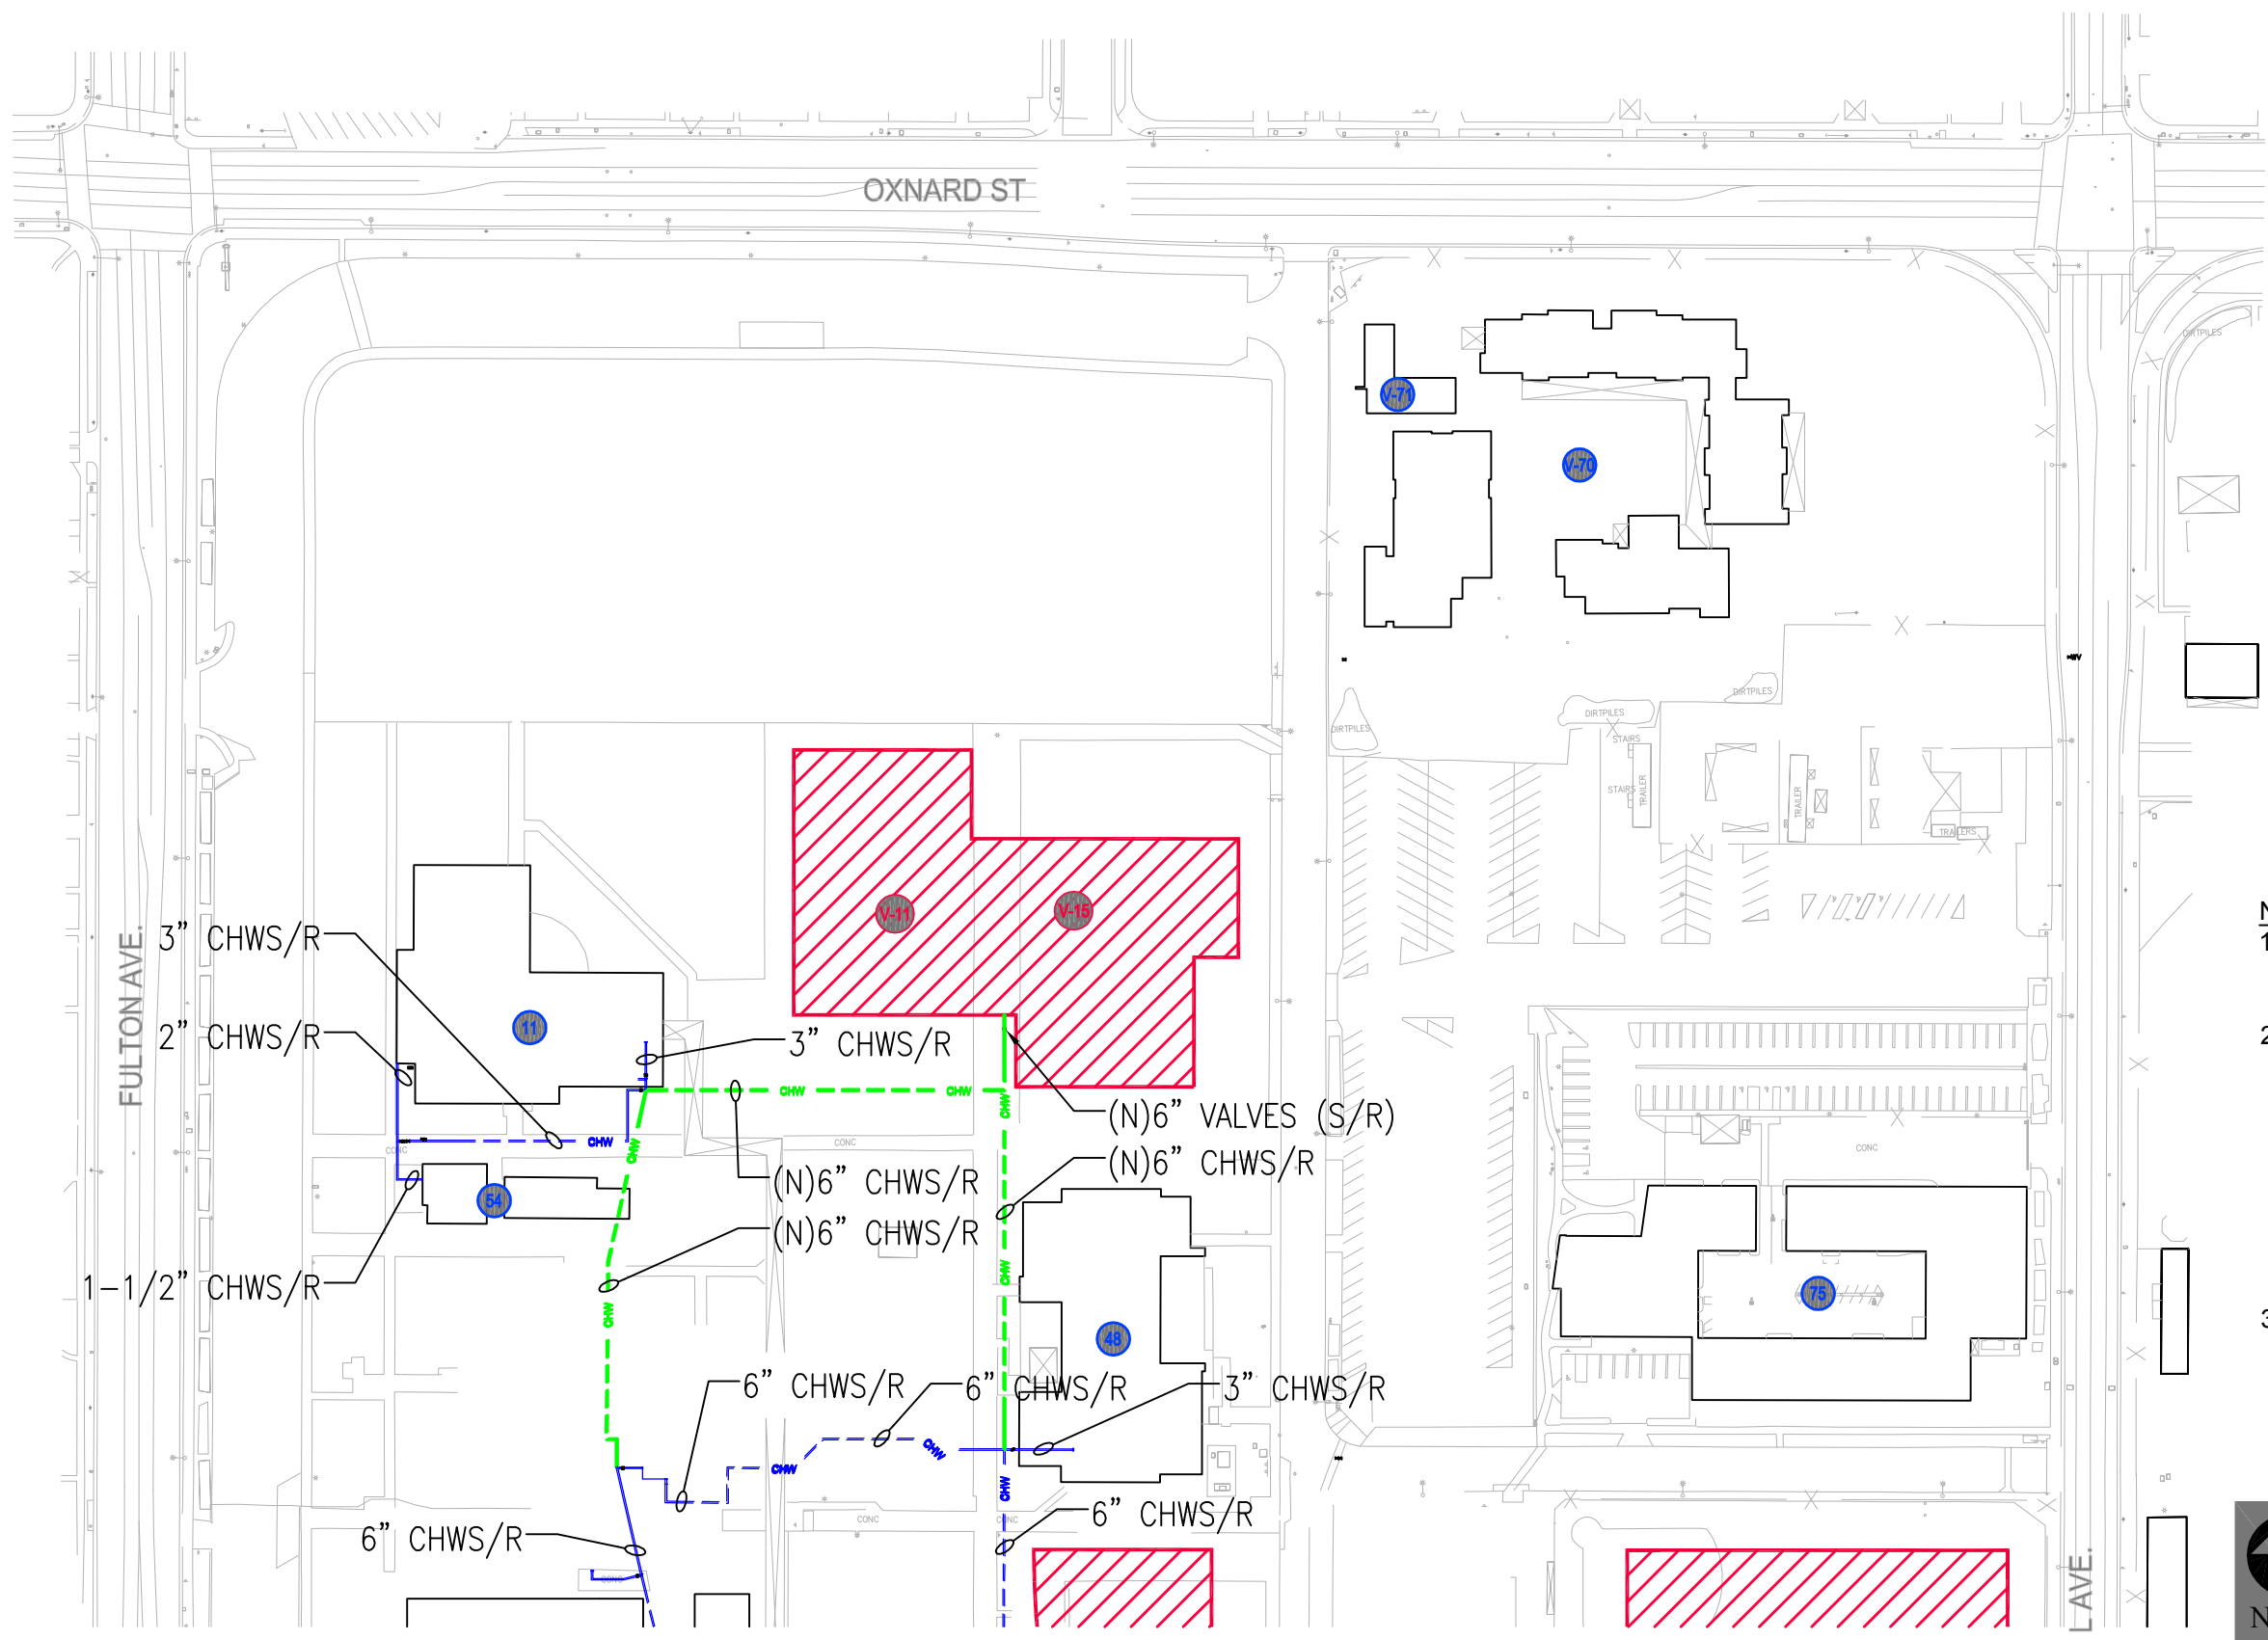 OXNARD ST
DIRTPILES
V-71
V-70
DIRTPILES
DIRTPILES
DIRTPILES
STAIRS
STAIRS
TRAILER
TRAILER
TRAILERS
V-11
V-15
3” CHWS/R
FULTON AVE.
11
2” CHWS/R
3” CHWS/R
CHW
CHW
CHW
(N)6” VALVES (S/R)
CHW
CHW
CONC
CONC
CONC
(N)6” CHWS/R
(N)6” CHWS/R
54
(N)6” CHWS/R
1-1/2” CHWS/R
CHW
CHW
75
48
6” CHWS/R
6” CHWS/R
3” CHWS/R
CHW
CHW
CHW
6” CHWS/R
CONC
CONC
6” CHWS/R
CONC
L AVE.
N